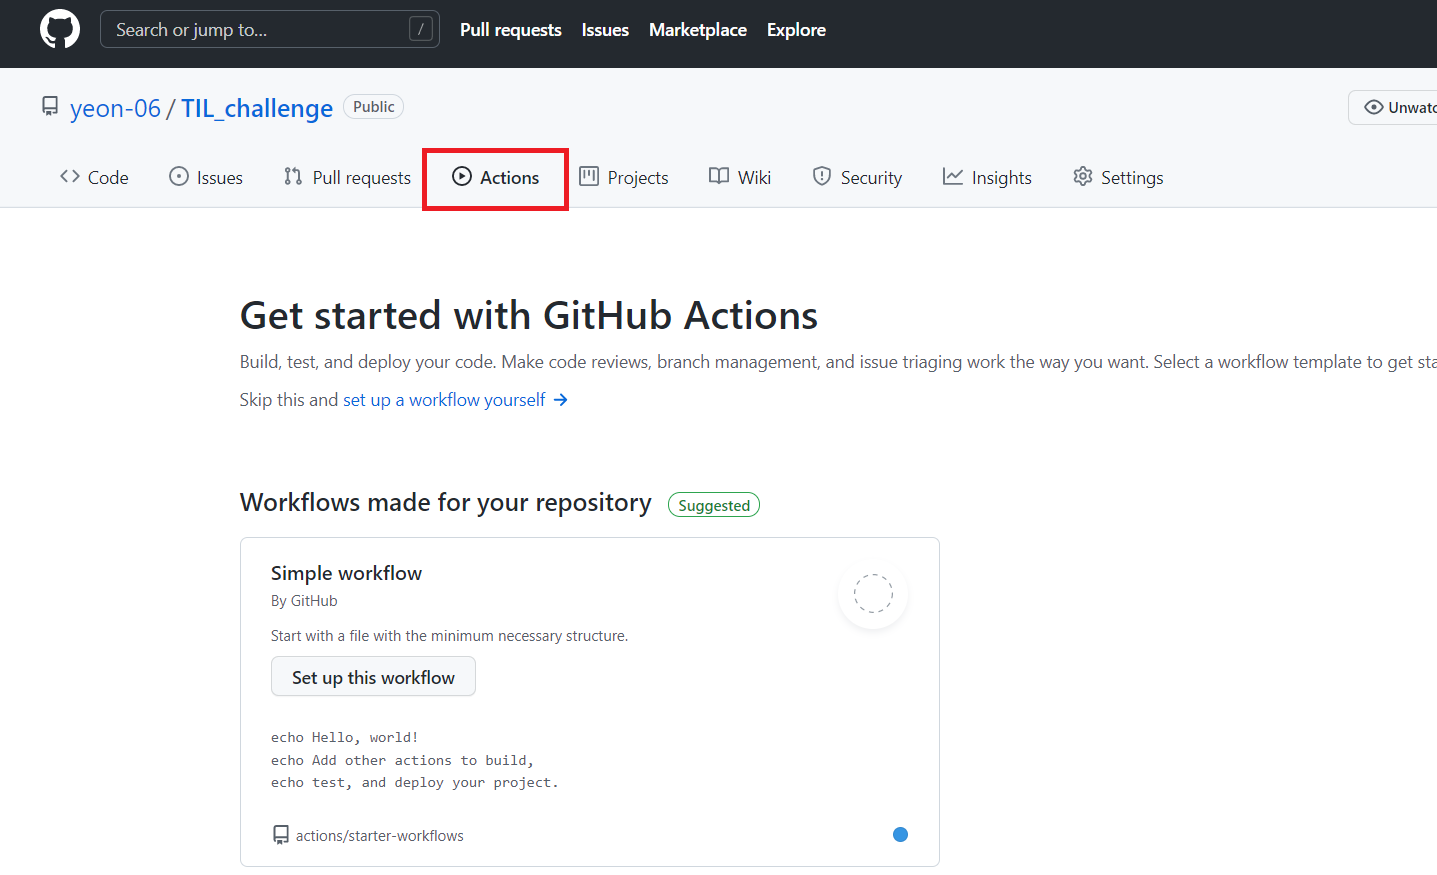 Search or jump to... / Pull requests Issues Marketplace Explore
yeon-06 / TIL_challenge Public Unwatc
Code Issues Pull requests Actions Projects Wiki Security Insights Settings
Get started with GitHub Actions
Build, test, and deploy your code. Make code reviews, branch management, and issue triaging work the way you want. Select a workflow template to get sta
Skip this and set up a workflow yourself →
Workflows made for your repository Suggested
Simple workflow
By GitHub
Start with a file with the minimum necessary structure.
Set up this workflow
echo Hello, world!
echo Add other actions to build,
echo test, and deploy your project.
actions/starter-workflows